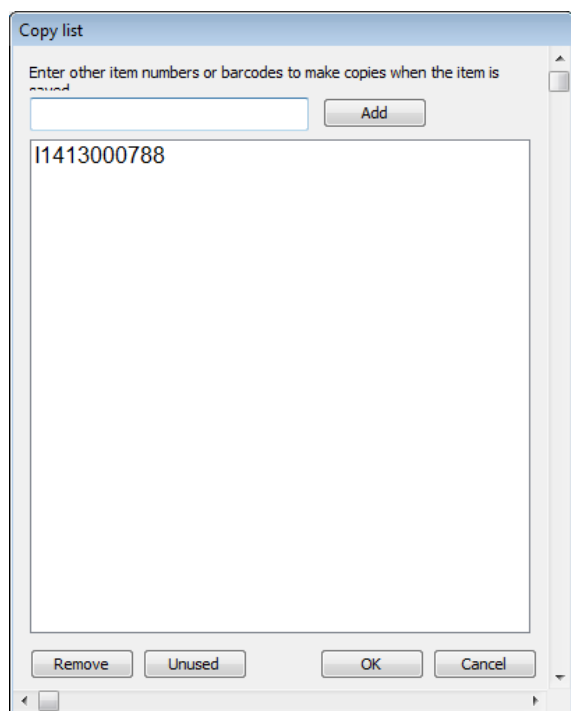 Copy list
Enter other item numbers or barcodes to make copies when the item is
saved
Add
I1413000788
Remove
Unused
OK
Cancel